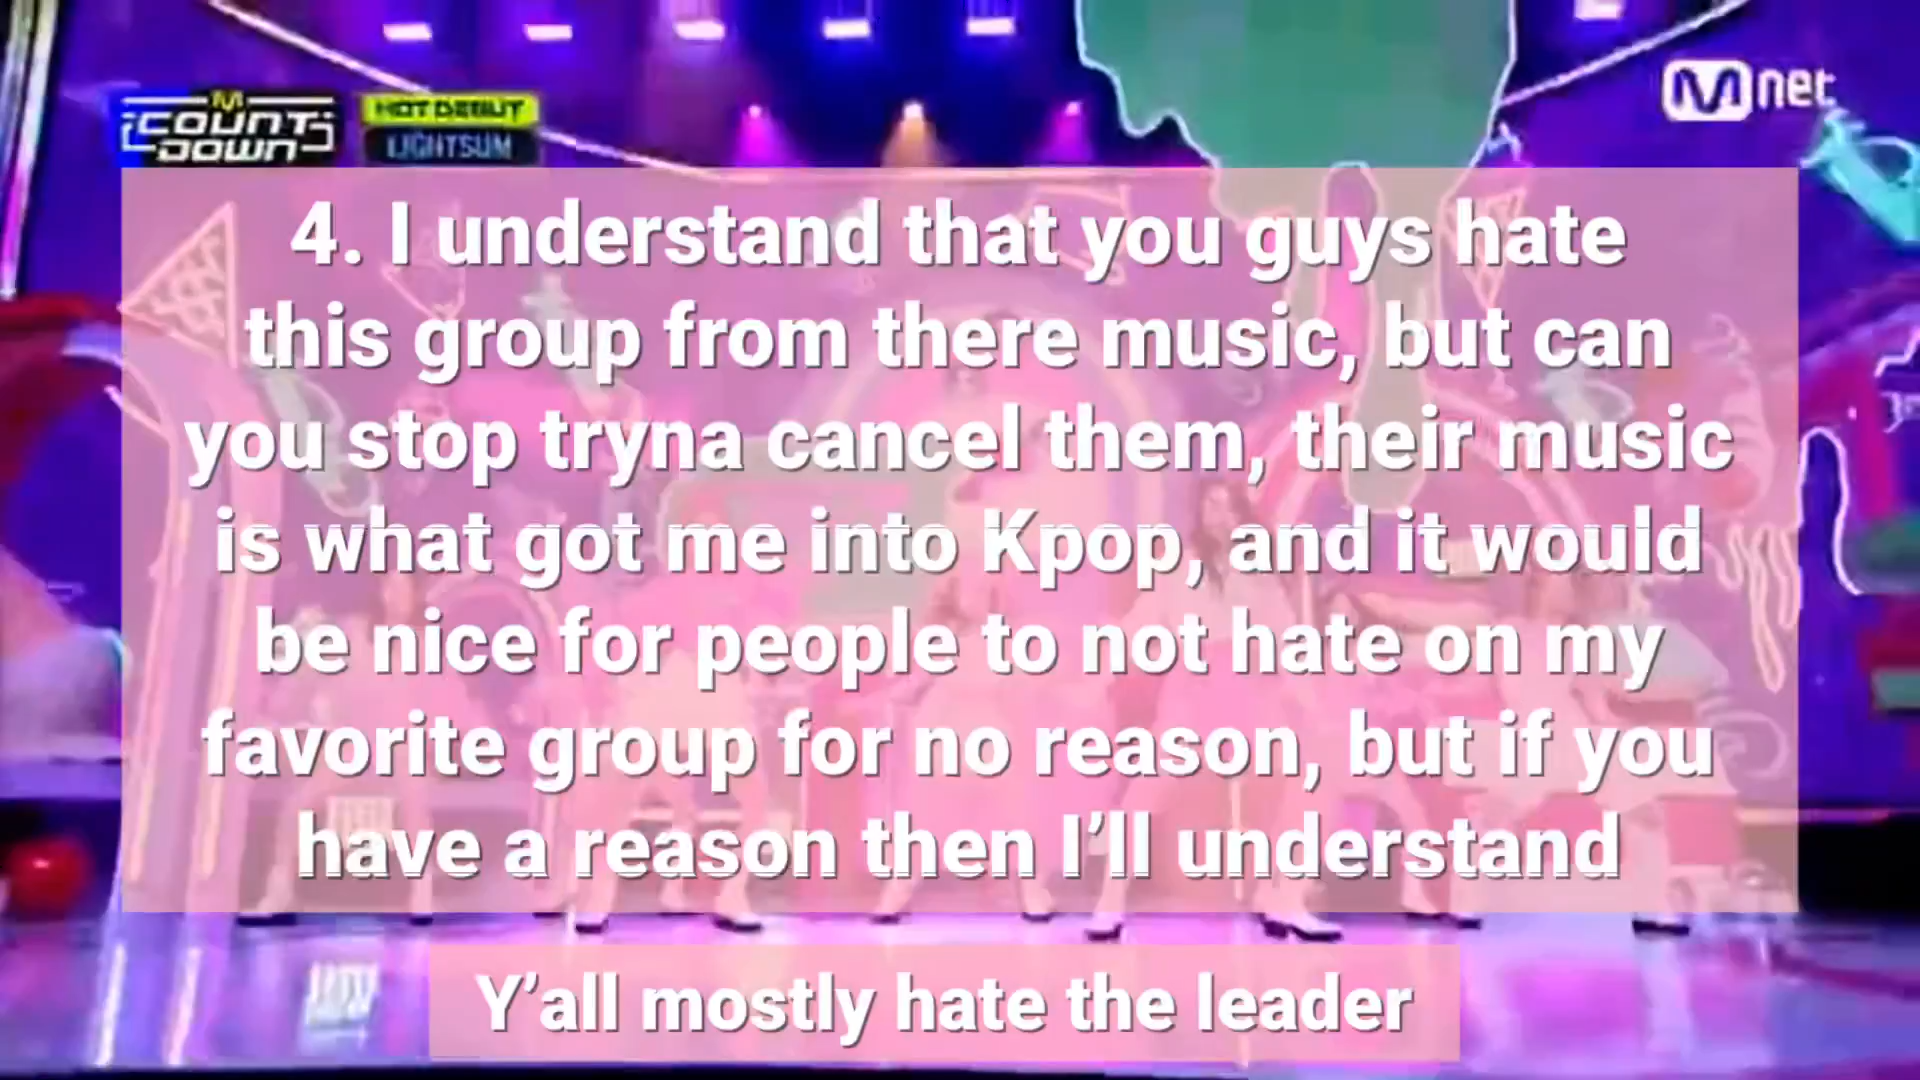 M
COUNT
DOWN
HOT DEBUT
LIGHTSUM
Mnet
4. I understand that you guys hate
this group from there music, but can
you stop tryna cancel them, their music
is what got me into Kpop, and it would
be nice for people to not hate on my
favorite group for no reason, but if you
have a reason then I’ll understand
Y’all mostly hate the leader